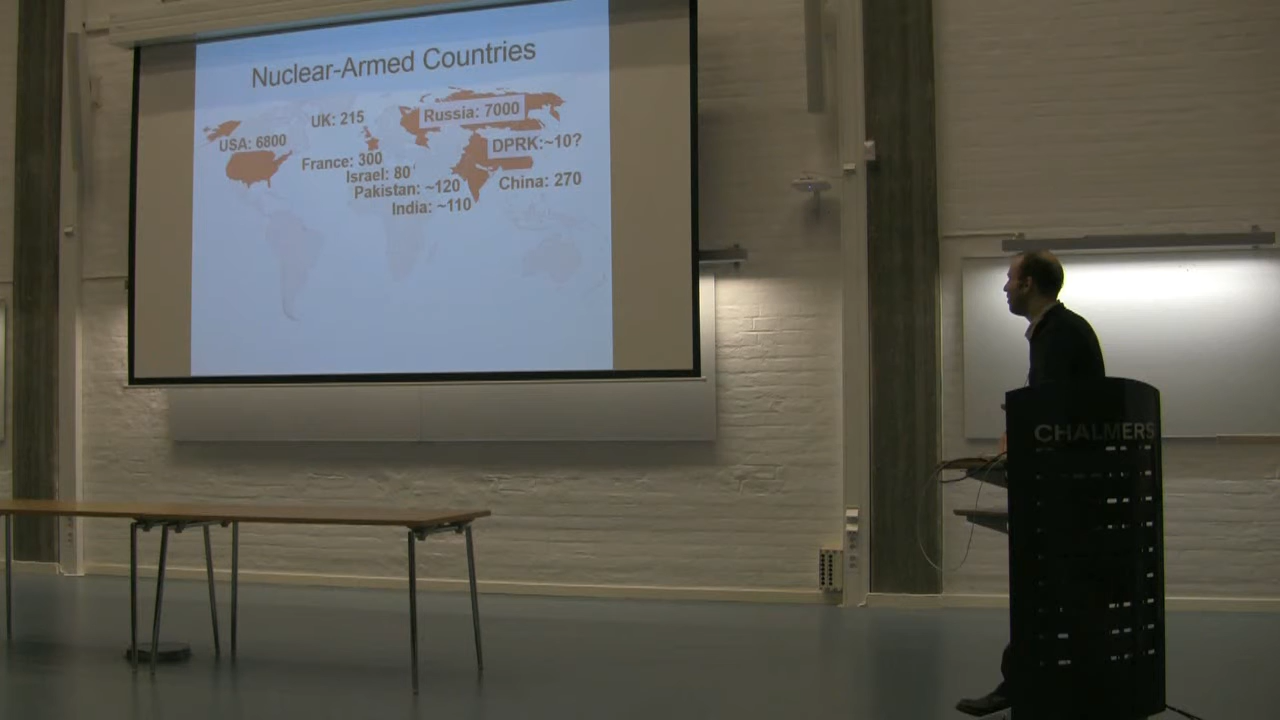 Nuclear-Armed Countries
UK: 215
Russia: 7000
USA: 6800
DPRK:~10?
France: 300
Israel: 80
China: 270
Pakistan: ~120
India: ~110
CHALMERS